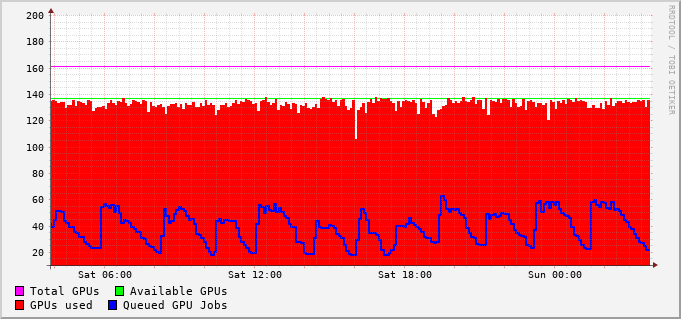 RRDTOOL / TOBI OETIKER
200
180
160
140
120
100
80
60
40
20
Sat 06:00 Sat 12:00 Sat 18:00 Sun 00:00
Total GPUs Available GPUs
GPUs used Queued GPU Jobs